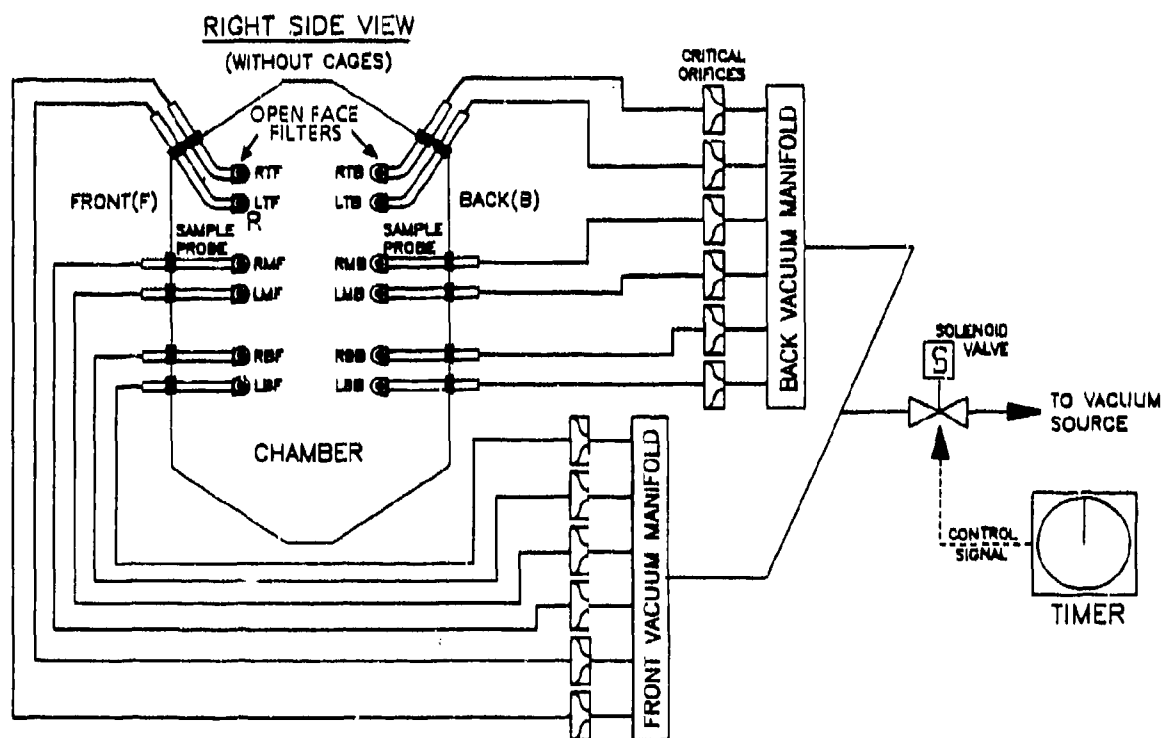 RIGHT SIDE VIEW
(WITHOUT CAGES)
CRITICAL
ORIFICES
OPEN FACE
FILTERS
RTF
RTB
FRONT(F)
LTF
LTB
BACK(B)
R
SAMPLE
PROBE
SAMPLE
PROBE
RMF
RMB
LMF
LMB
RBF
RBB
LBF
LBB
CHAMBER
BACK VACUUM MANIFOLD
FRONT VACUUM MANIFOLD
SOLENOID
VALVE
S
TO VACUUM
SOURCE
CONTROL
SIGNAL
TIMER